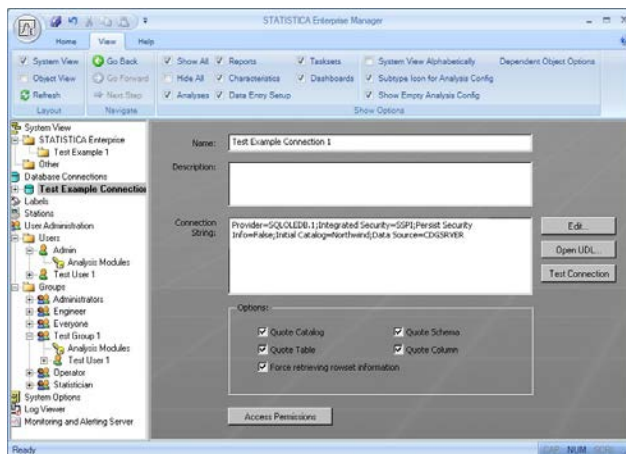 STATISTICA Enterprise Manager
Home View Help
System View
Object View
Refresh
Layout
Go Back
Go Forward
Next Step
Navigate
Show All
Hide All
Analyses
Reports
Characteristics
Data Entry Setup
Tasksets
Dashboards
System View Alphabetically
Subtype Icon for Analysis Config
Show Empty Analysis Config
Dependent Object Options
Show Options
System View
STATISTICA Enterprise
Test Example 1
Other
Database Connections
Test Example Connection
Labels
Stations
User Administration
Users
Admin
Analysis Modules
Test User 1
Groups
Administrators
Engineer
Everyone
Test Group 1
Analysis Modules
Test User 1
Operator
Statistician
System Options
Log Viewer
Monitoring and Alerting Server
Name: Test Example Connection 1
Description:
Connection String:
Provider=SQLOLEDB.1;Integrated Security=SSPI;Persist Security
Info=False;Initial Catalog=Northwind;Data Source=CDGSRVER
Edit...
Open UDL...
Test Connection
Options:
Quote Catalog
Quote Schema
Quote Table
Quote Column
Force retrieving rowset information
Access Permissions
Ready
CAP NUM SCRL